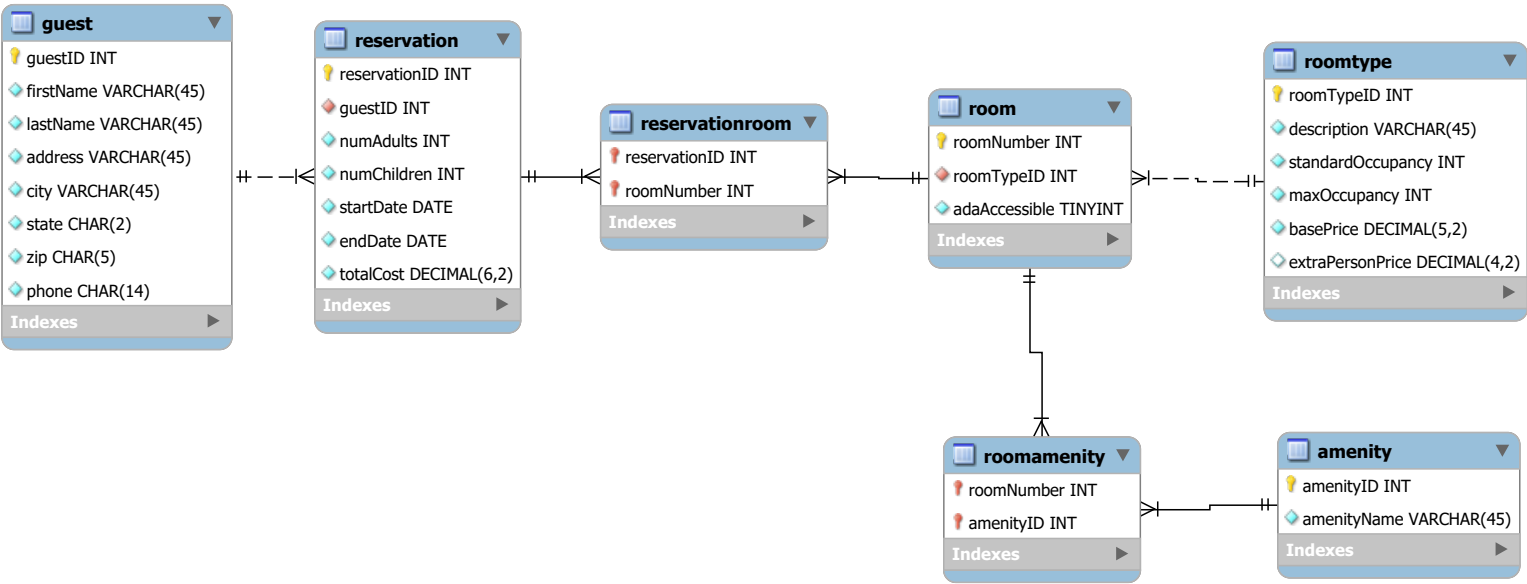 guest
guestID INT
firstName VARCHAR(45)
lastName VARCHAR(45)
address VARCHAR(45)
city VARCHAR(45)
state CHAR(2)
zip CHAR(5)
phone CHAR(14)
Indexes
reservation
reservationID INT
guestID INT
numAdults INT
numChildren INT
startDate DATE
endDate DATE
totalCost DECIMAL(6,2)
Indexes
reservationroom
reservationID INT
roomNumber INT
Indexes
room
roomNumber INT
roomTypeID INT
adaAccessible TINYINT
Indexes
roomtype
roomTypeID INT
description VARCHAR(45)
standardOccupancy INT
maxOccupancy INT
basePrice DECIMAL(5,2)
extraPersonPrice DECIMAL(4,2)
Indexes
roomamenity
roomNumber INT
amenityID INT
Indexes
amenity
amenityID INT
amenityName VARCHAR(45)
Indexes